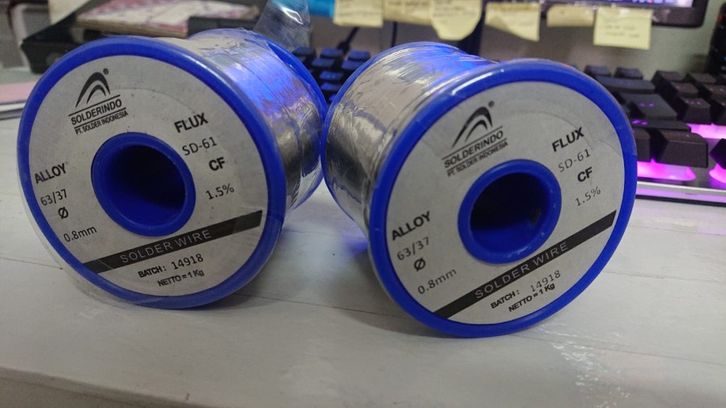 SOLDERINDO
PT. SOLDER INDONESIA
ALLOY
63/37
Ø
0.8mm
FLUX
SD-61
CF
1.5%
SOLDER WIRE
BATCH : 14918
NETTO = 1 Kg
SOLDERINDO
PT. SOLDER INDONESIA
ALLOY
63/37
Ø
0.8mm
FLUX
SD-61
CF
1.5%
SOLDER WIRE
BATCH : 14918
NETTO = 1 Kg